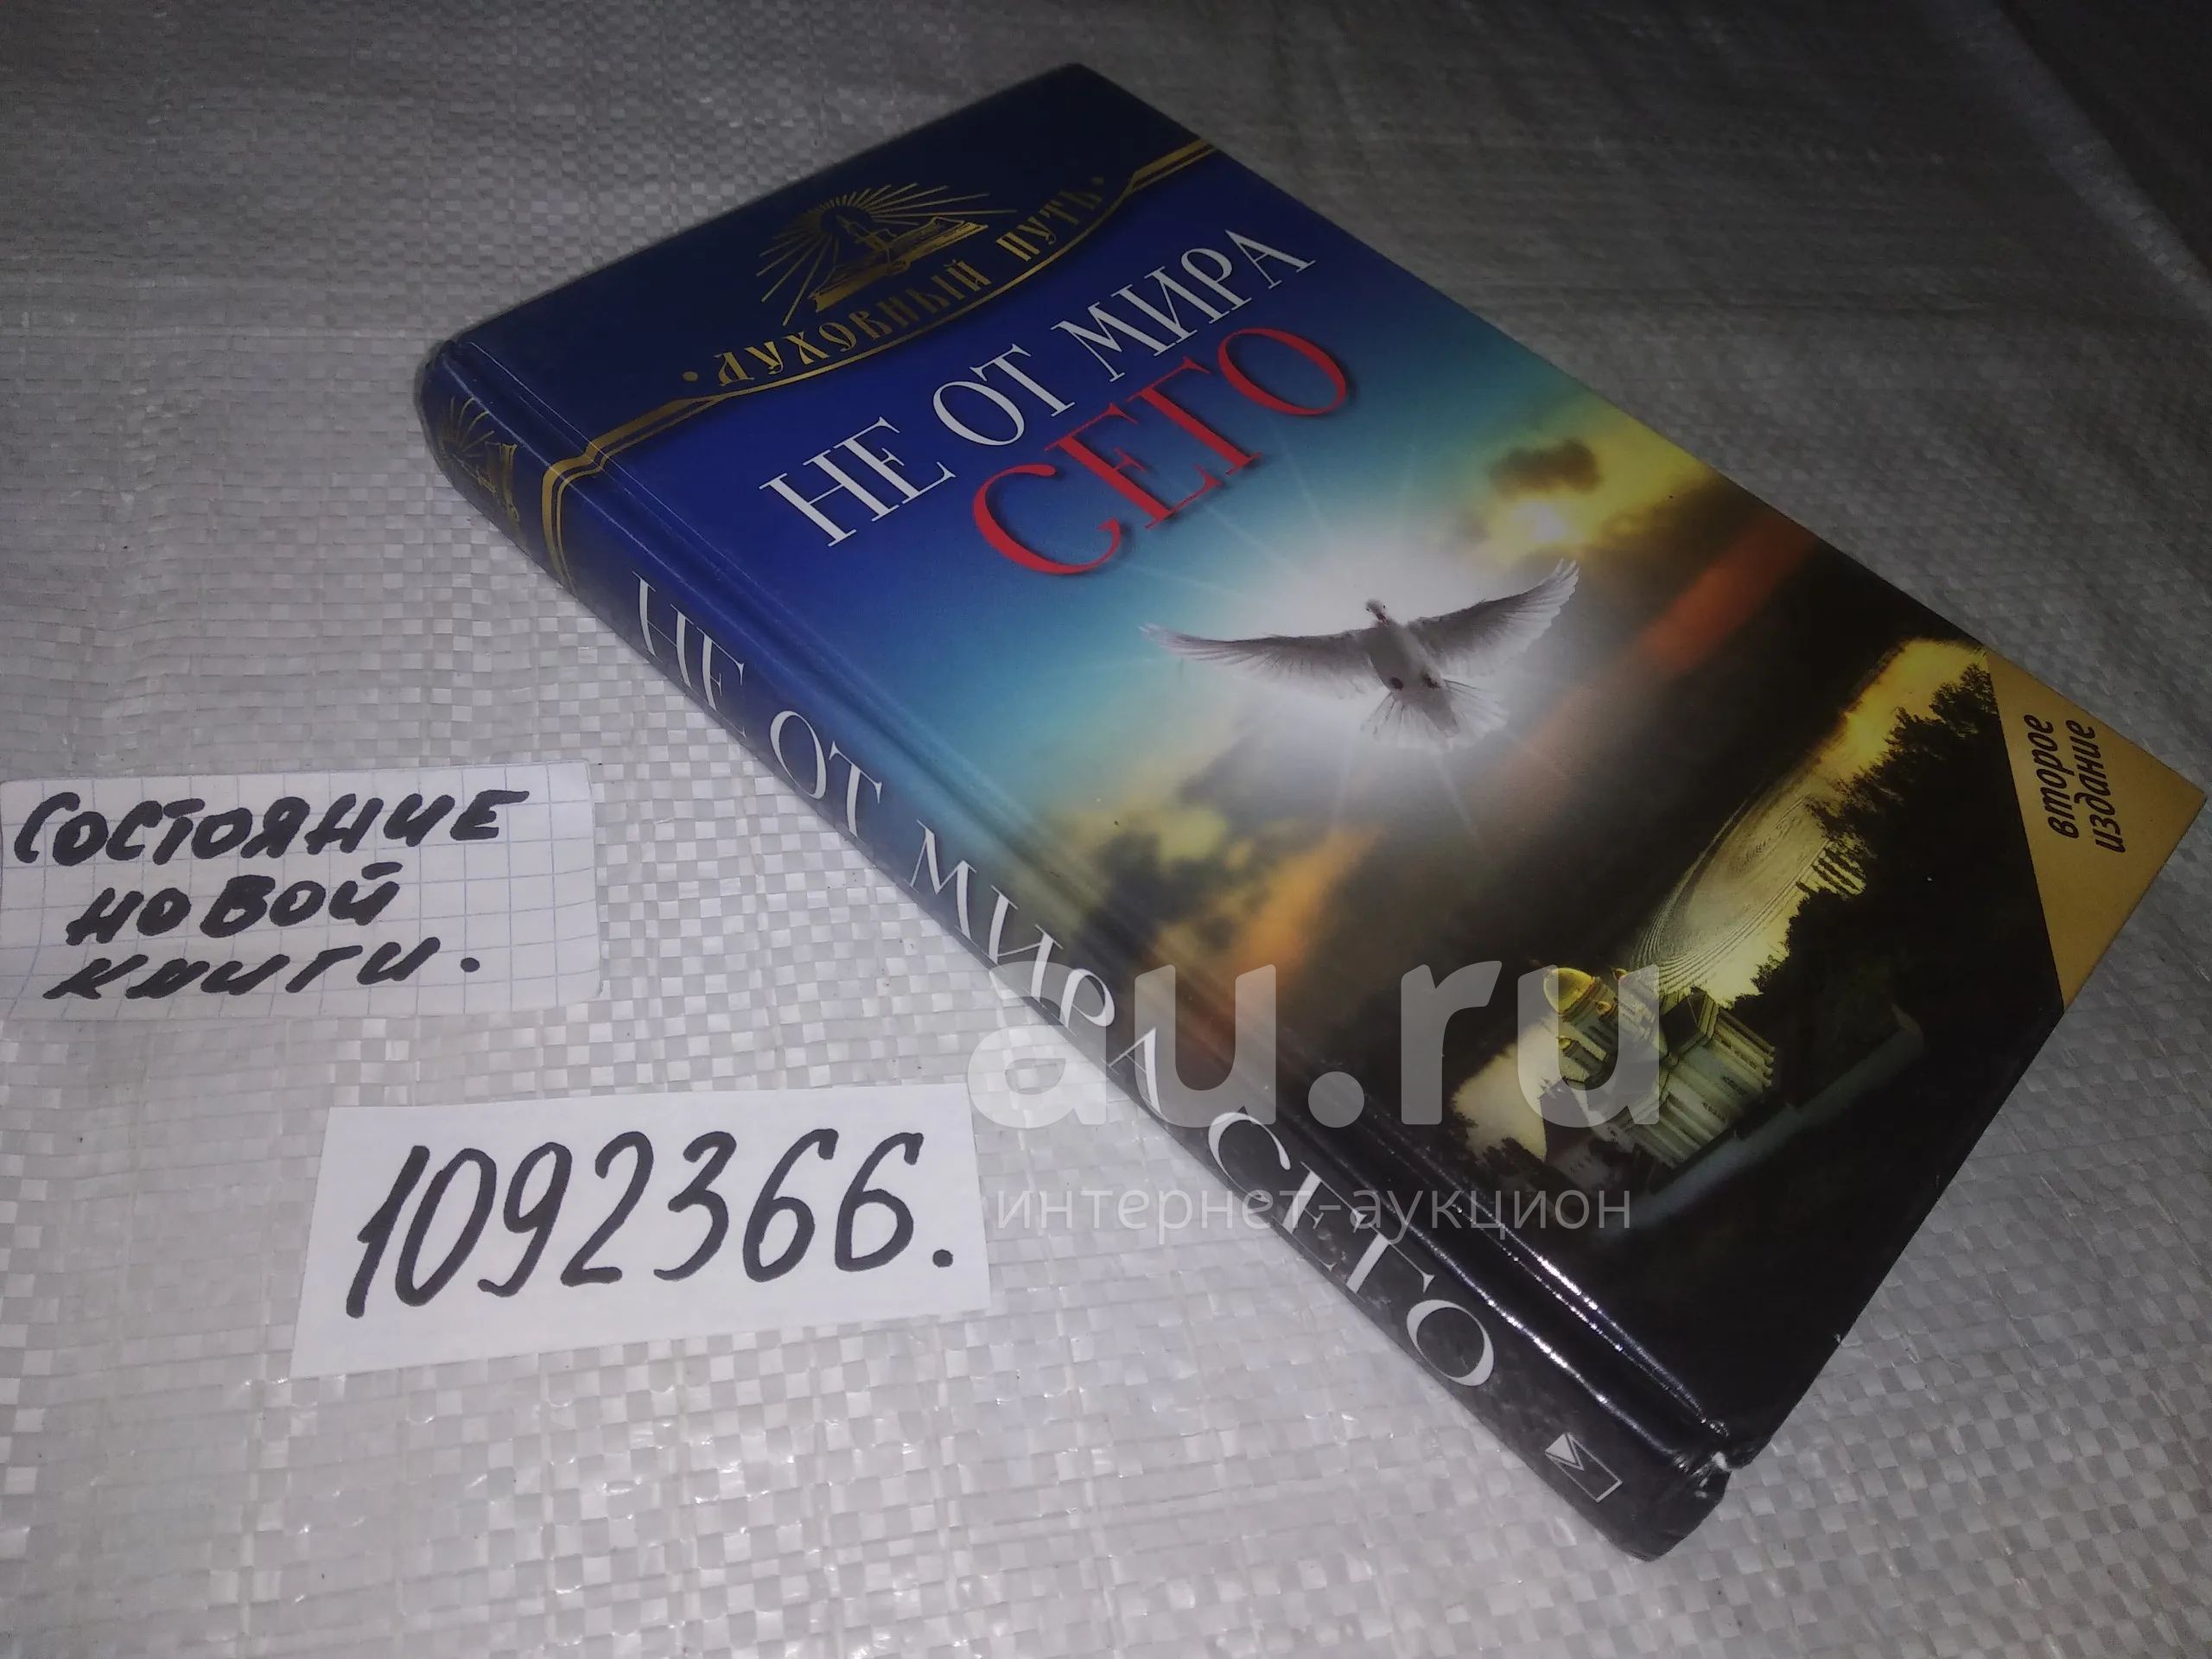 • ДУХОВНЫЙ ПУТЬ •
НЕ ОТ МИРА
СЕГО
второе
издание
НЕ ОТ МИРА СЕГО
СОСТОЯНИЕ
НОВОЙ
КНИГИ.
1092366.
au.ru
интернет-аукцион